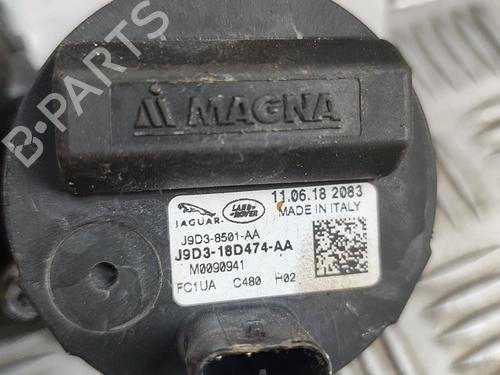 MAGNA
JAGUAR
LAND ROVER
11.06.18 2083
MADE IN ITALY
J9D3-8501-AA
J9D3-18D474-AA
M0090941
FC1UA C480 H02
B-PARTS